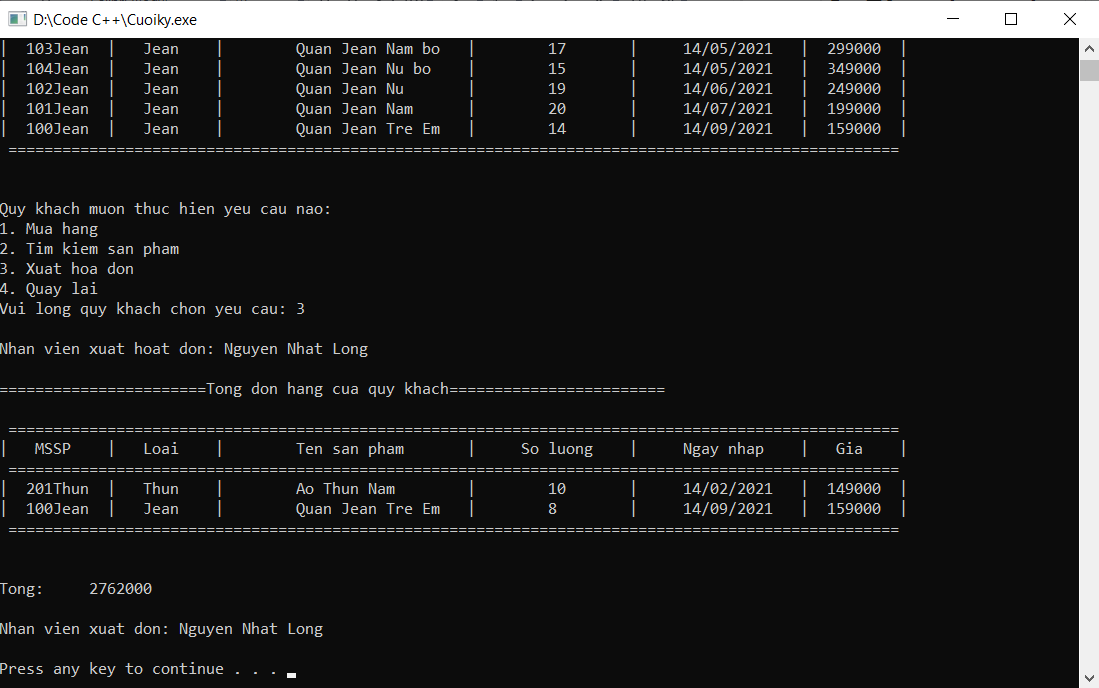 D:\Code C++\Cuoiky.exe
| 103Jean | Jean | Quan Jean Nam bo | 17 | 14/05/2021 | 299000 |
| 104Jean | Jean | Quan Jean Nu bo | 15 | 14/05/2021 | 349000 |
| 102Jean | Jean | Quan Jean Nu | 19 | 14/06/2021 | 249000 |
| 101Jean | Jean | Quan Jean Nam | 20 | 14/07/2021 | 199000 |
| 100Jean | Jean | Quan Jean Tre Em | 14 | 14/09/2021 | 159000 |
===================================================================================================
Quy khach muon thuc hien yeu cau nao:
1. Mua hang
2. Tim kiem san pham
3. Xuat hoa don
4. Quay lai
Vui long quy khach chon yeu cau: 3
Nhan vien xuat hoat don: Nguyen Nhat Long
=======================Tong don hang cua quy khach========================
===================================================================================================
| MSSP | Loai | Ten san pham | So luong | Ngay nhap | Gia |
===================================================================================================
| 201Thun | Thun | Ao Thun Nam | 10 | 14/02/2021 | 149000 |
| 100Jean | Jean | Quan Jean Tre Em | 8 | 14/09/2021 | 159000 |
===================================================================================================
Tong: 2762000
Nhan vien xuat don: Nguyen Nhat Long
Press any key to continue . . .